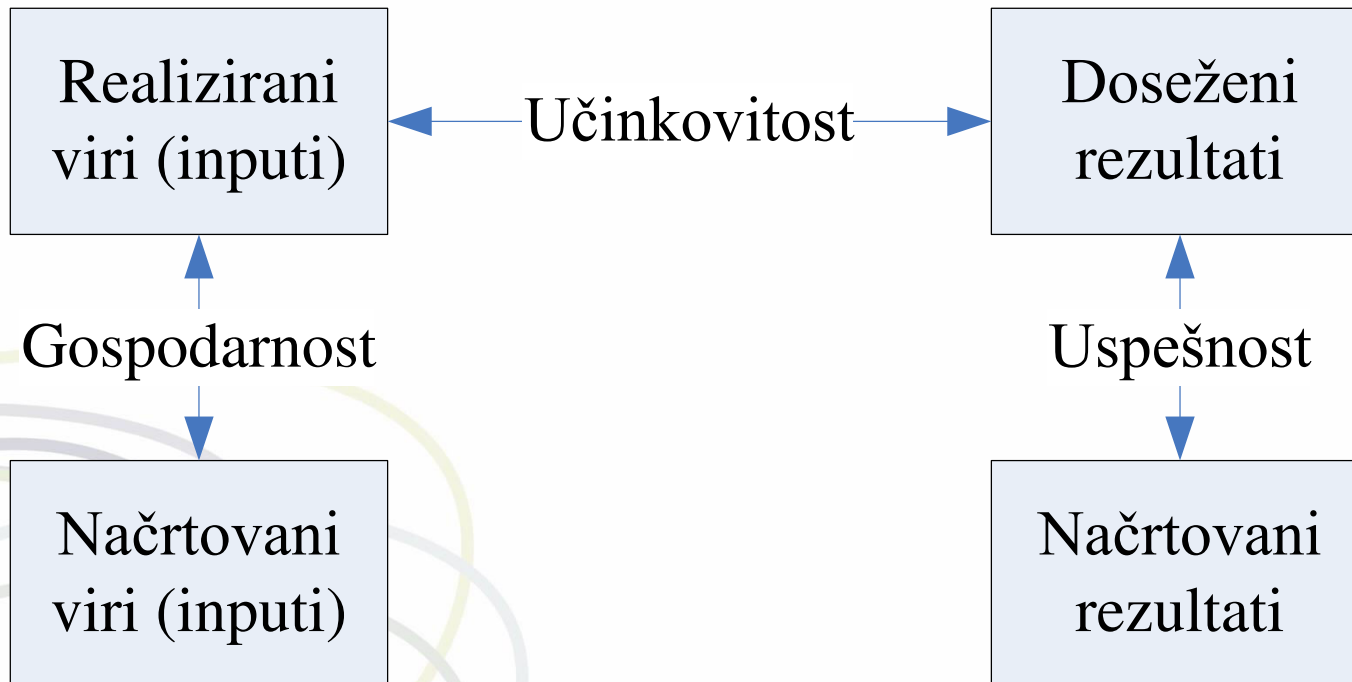 Realizirani
viri (inputi)
Učinkovitost
Doseženi
rezultati
Gospodarnost
Uspešnost
Načrtovani
viri (inputi)
Načrtovani
rezultati